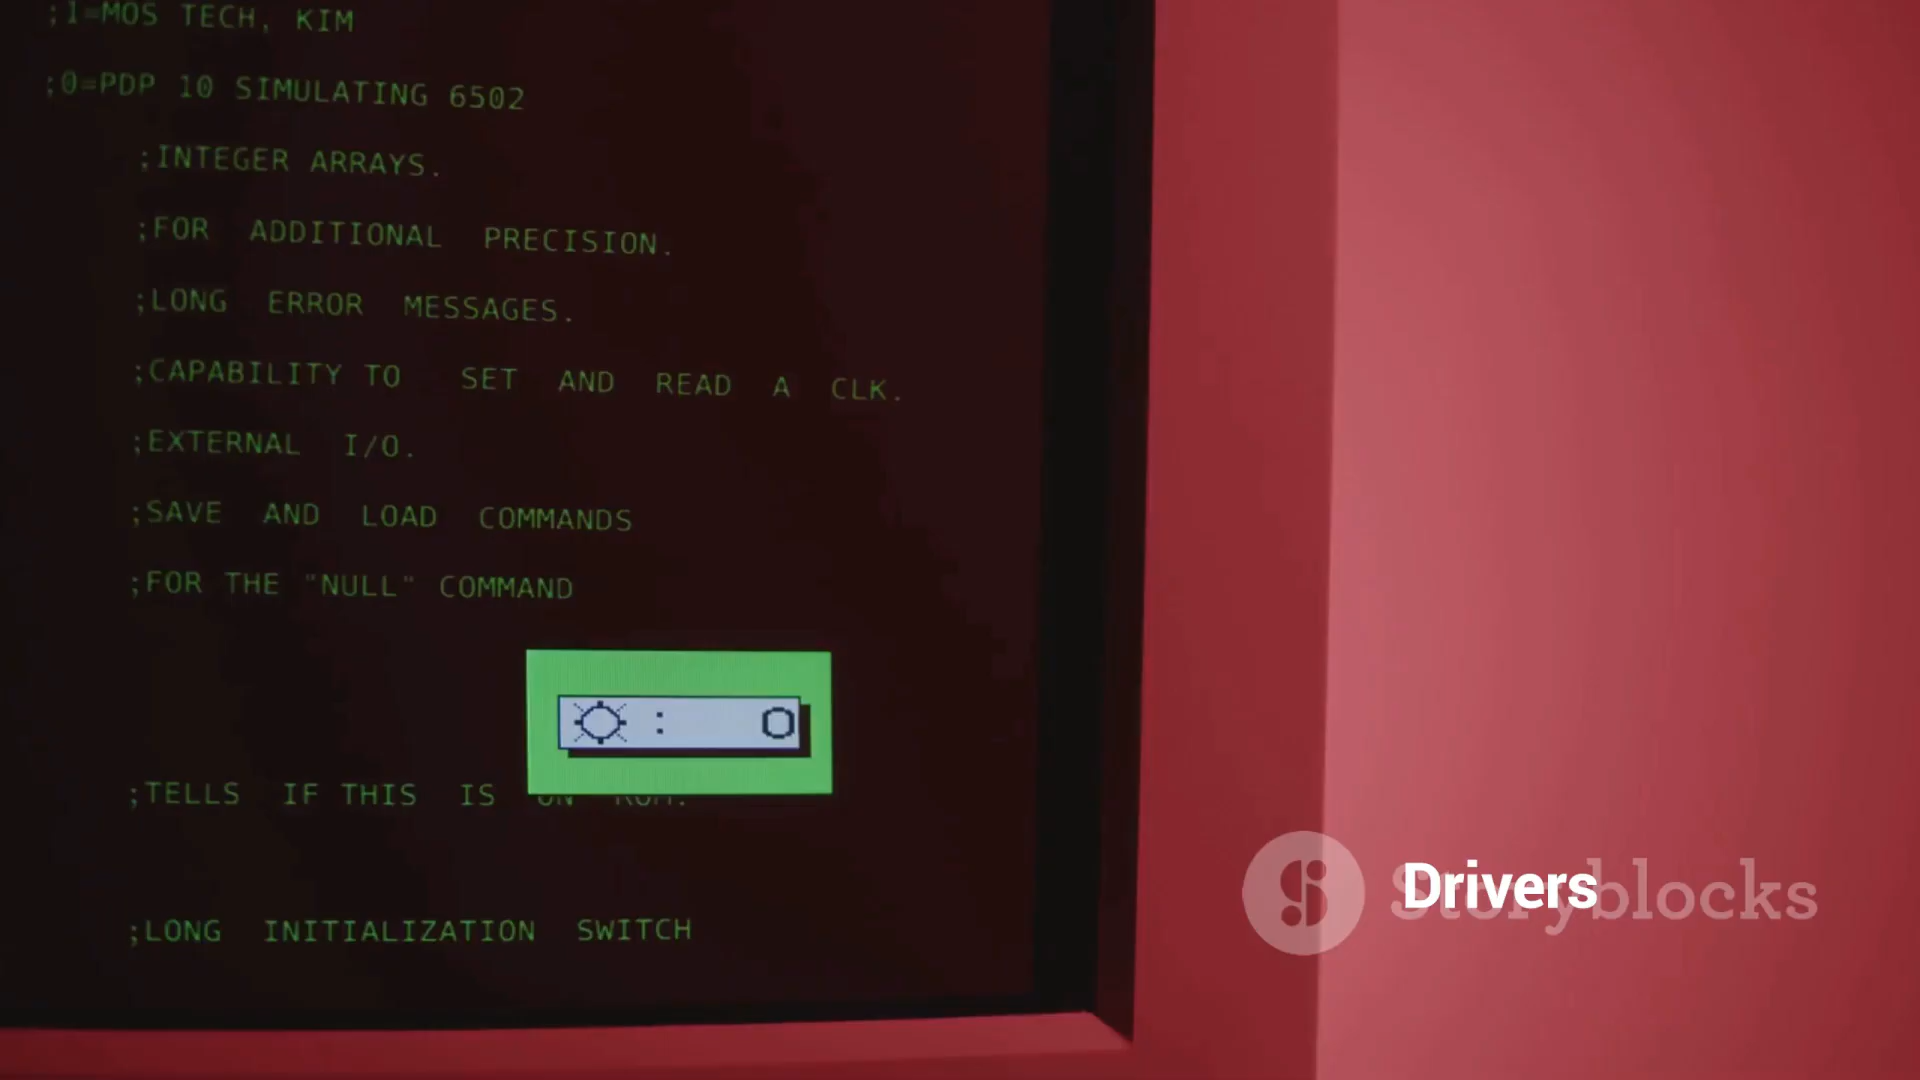 ;1=MOS TECH, KIM
;0=PDP 10 SIMULATING 6502
;INTEGER ARRAYS.
;FOR ADDITIONAL PRECISION.
;LONG ERROR MESSAGES.
;CAPABILITY TO SET AND READ A CLK.
;EXTERNAL I/O.
;SAVE AND LOAD COMMANDS
;FOR THE "NULL" COMMAND
: O
;TELLS IF THIS IS ON ROM.
;LONG INITIALIZATION SWITCH
Drivers
Storyblocks